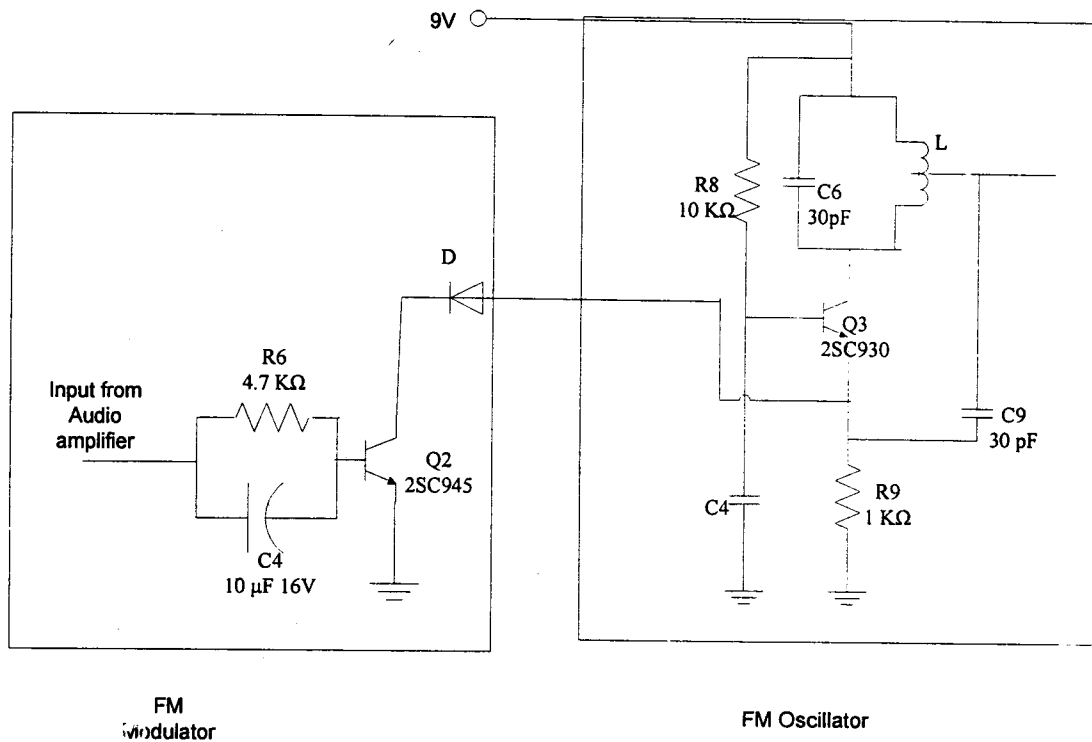 9V
L
R8
10 KΩ
C6
30pF
D
Q3
2SC930
R6
4.7 KΩ
Input from
Audio
amplifier
C9
30 pF
Q2
2SC945
C4
R9
1 KΩ
C4
10 µF 16V
FM
Modulator
FM Oscillator